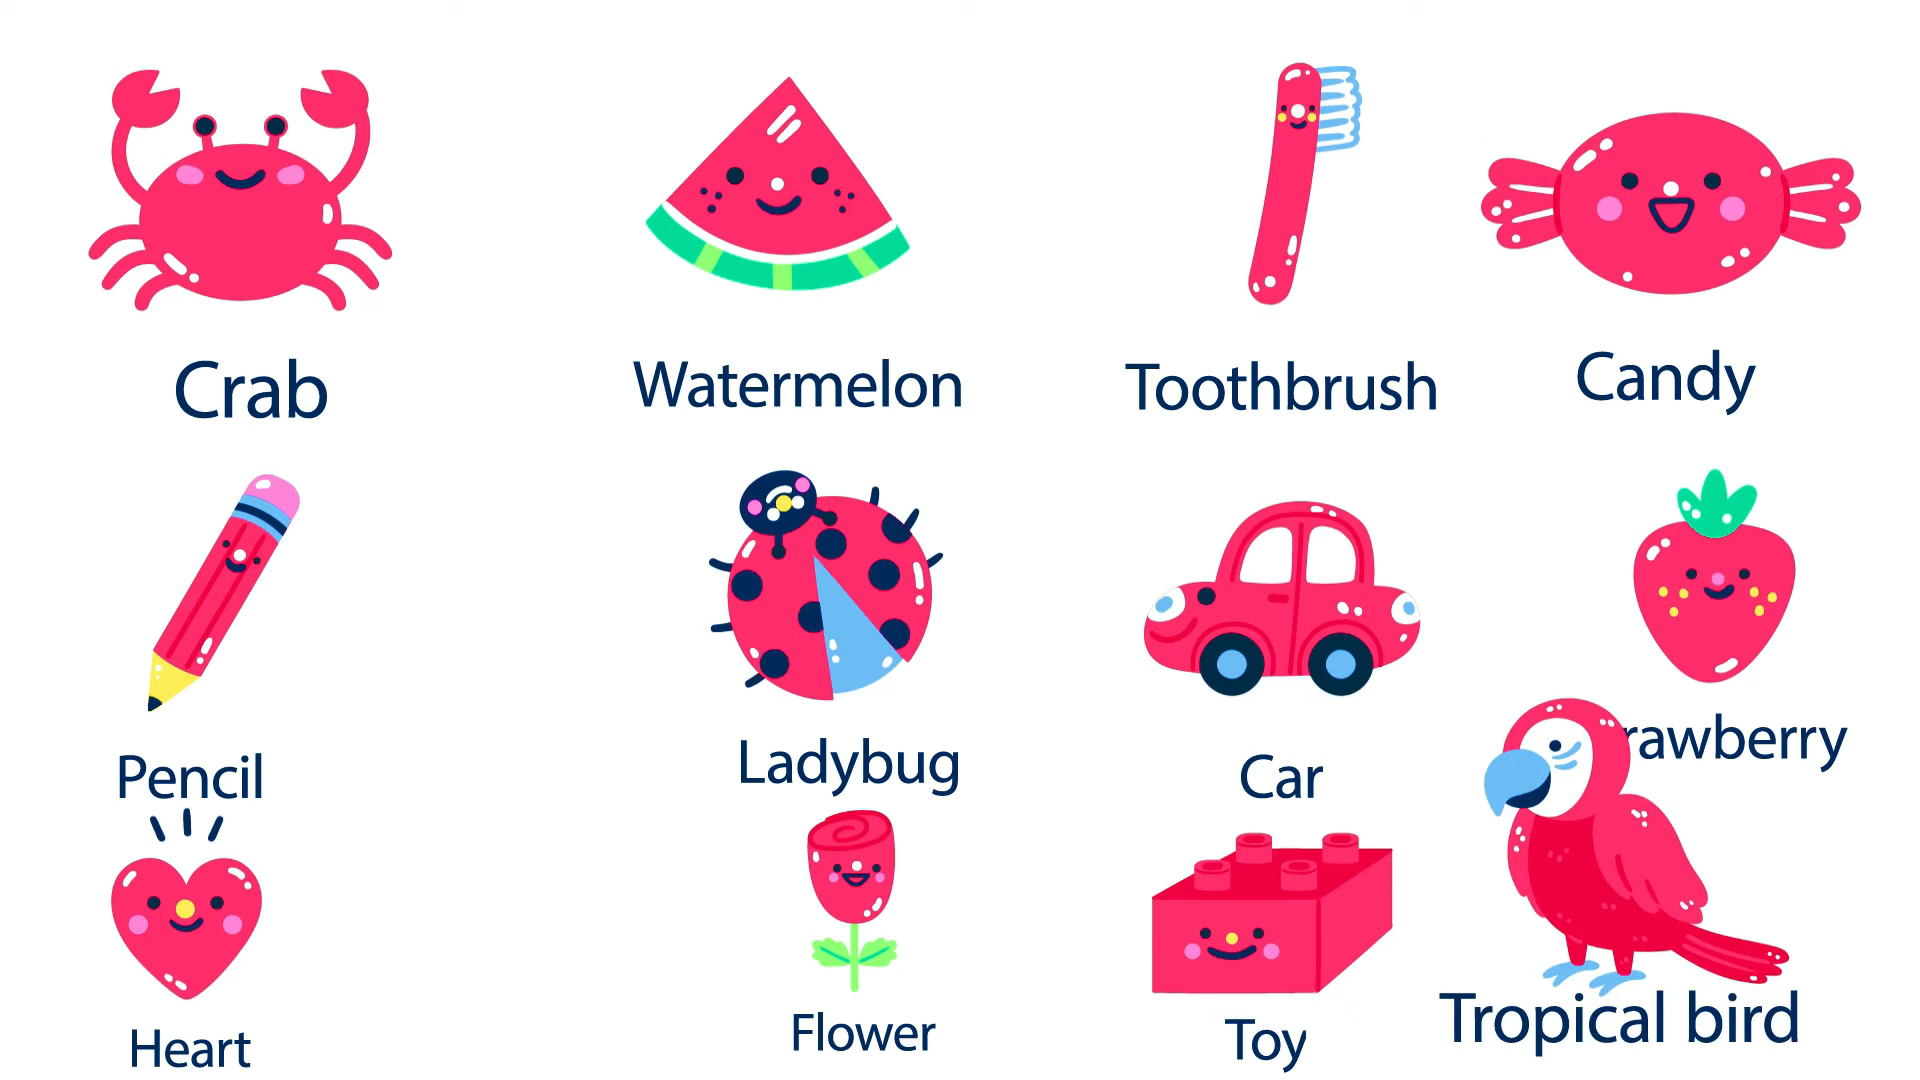 Crab
Watermelon
Toothbrush
Candy
Pencil
Ladybug
Car
rawberry
Heart
Flower
Toy
Tropical bird